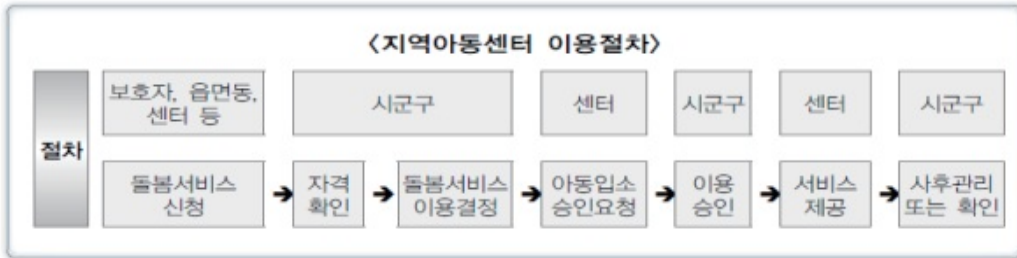 〈지역아동센터 이용절차〉
절차
보호자, 읍면동,
센터 등
시군구
센터
시군구
센터
시군구
돌봄서비스
신청
➔
자격
확인
➔
돌봄서비스
이용결정
➔
아동입소
승인요청
➔
이용
승인
➔
서비스
제공
➔
사후관리
또는 확인